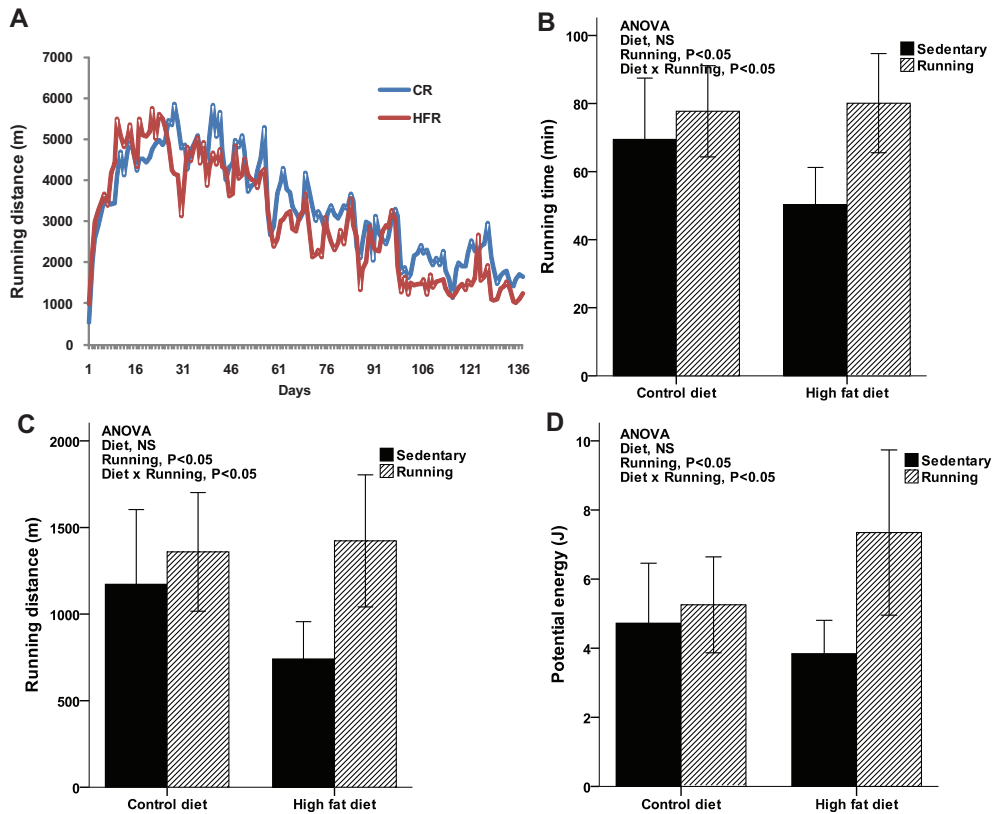 A
Running distance (m)
7000
6000
5000
4000
3000
2000
1000
0
CR
HFR
1 16 31 46 61 76 91 106 121 136
Days
B
ANOVA
Diet, NS
Running, P<0.05
Diet x Running, P<0.05
Sedentary
Running
Running time (min)
100
80
60
40
20
0
Control diet High fat diet
C
ANOVA
Diet, NS
Running, P<0.05
Diet x Running, P<0.05
Sedentary
Running
Running distance (m)
2000
1500
1000
500
0
Control diet High fat diet
D
ANOVA
Diet, NS
Running, P<0.05
Diet x Running, P<0.05
Sedentary
Running
Potential energy (J)
10
8
6
4
2
0
Control diet High fat diet